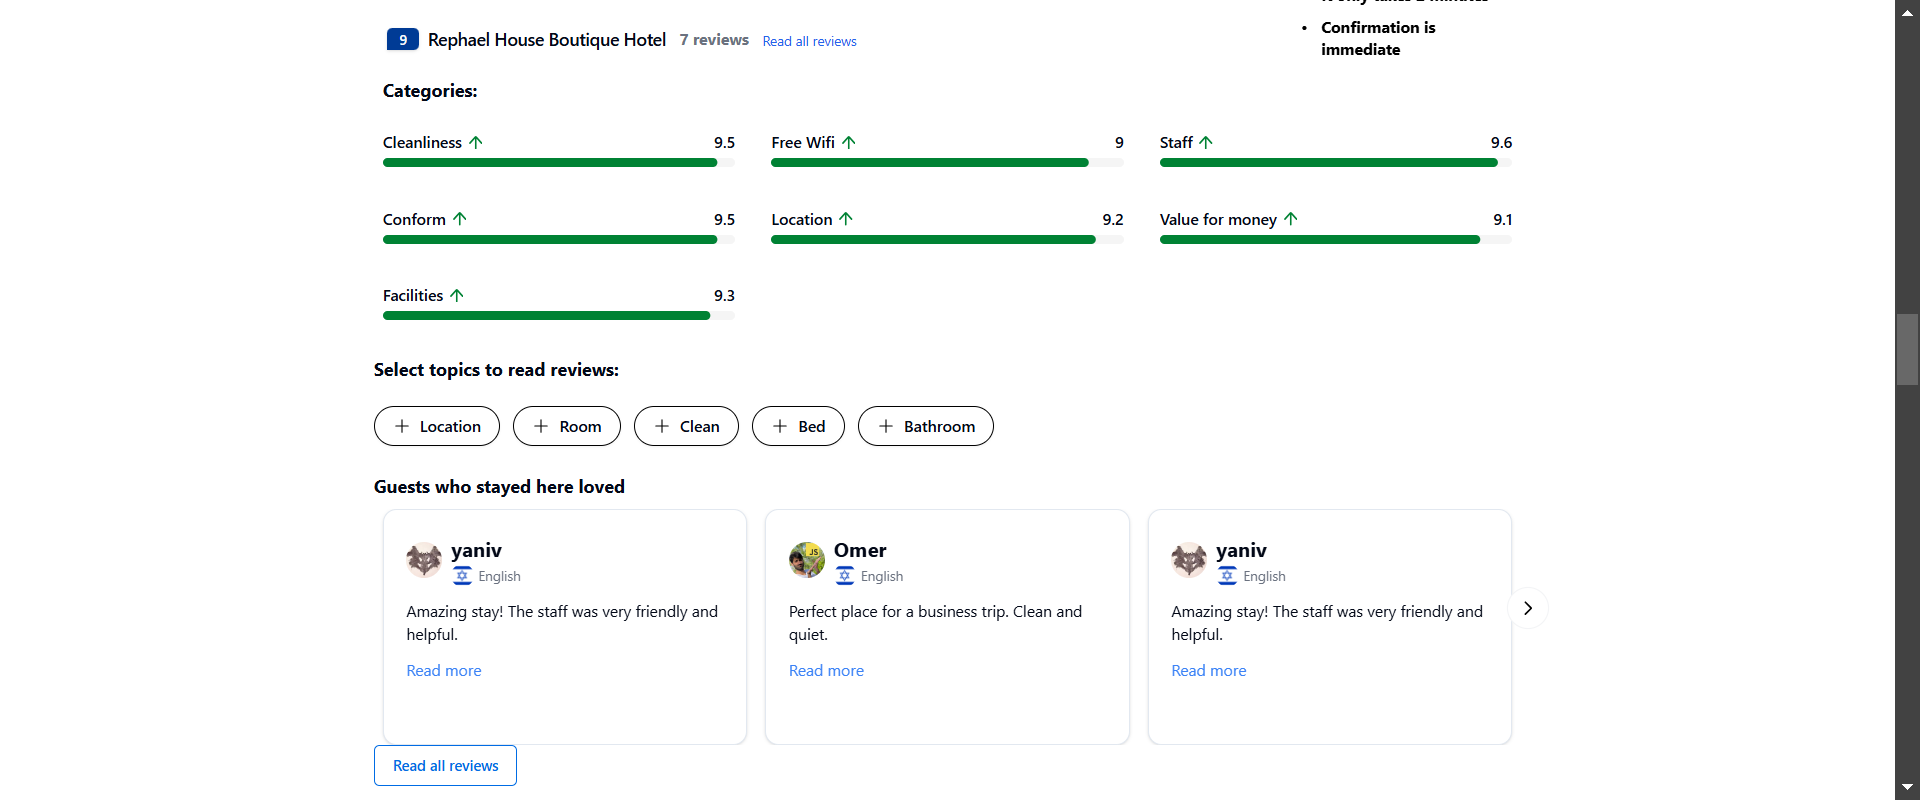 • Confirmation is
immediate
9 Rephael House Boutique Hotel 7 reviews Read all reviews
Categories:
Cleanliness 9.5
Free Wifi 9
Staff 9.6
Conform 9.5
Location 9.2
Value for money 9.1
Facilities 9.3
Select topics to read reviews:
+ Location
+ Room
+ Clean
+ Bed
+ Bathroom
Guests who stayed here loved
yaniv
English
Amazing stay! The staff was very friendly and
helpful.
Read more
JS
Omer
English
Perfect place for a business trip. Clean and
quiet.
Read more
yaniv
English
Amazing stay! The staff was very friendly and
helpful.
Read more
Read all reviews